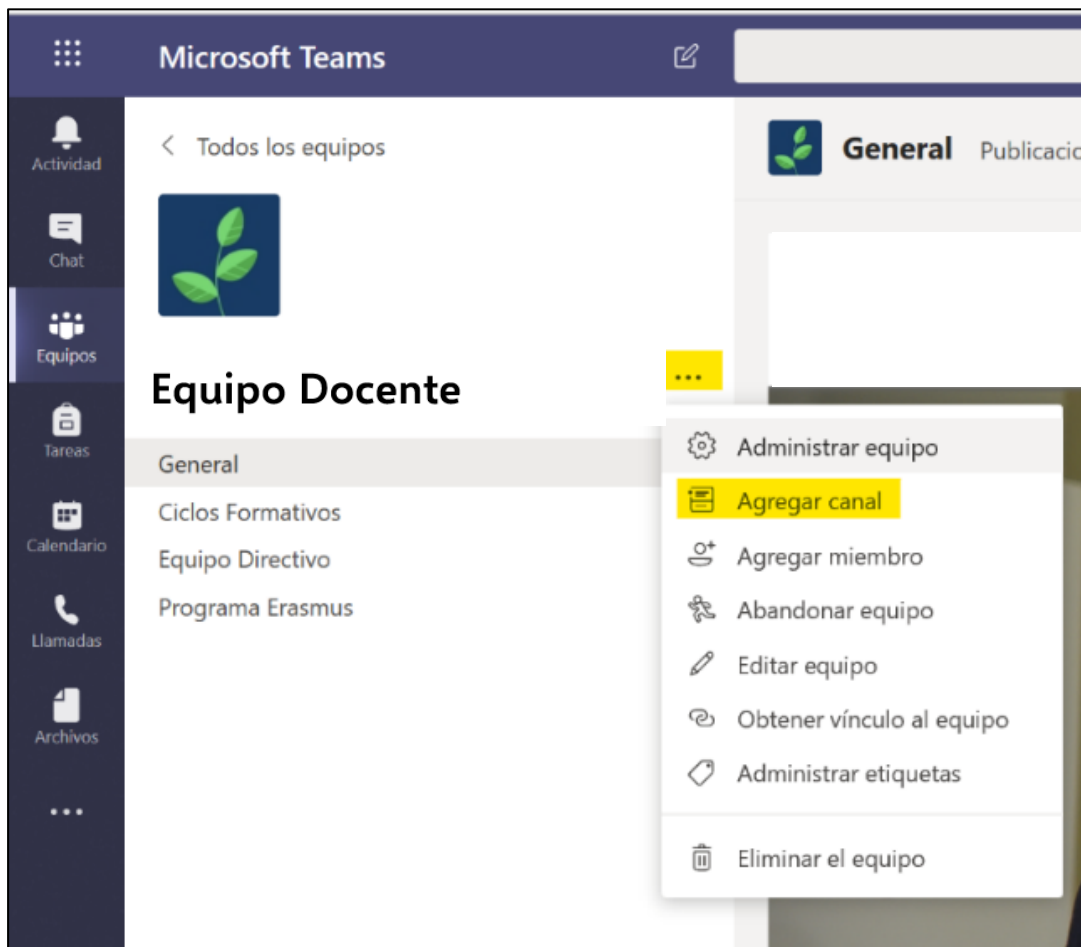 Microsoft Teams
Actividad
Chat
Equipos
Tareas
Calendario
Llamadas
Archivos
Todos los equipos
Equipo Docente
...
General
Ciclos Formativos
Equipo Directivo
Programa Erasmus
General Publicacio
Administrar equipo
Agregar canal
Agregar miembro
Abandonar equipo
Editar equipo
Obtener vínculo al equipo
Administrar etiquetas
Eliminar el equipo